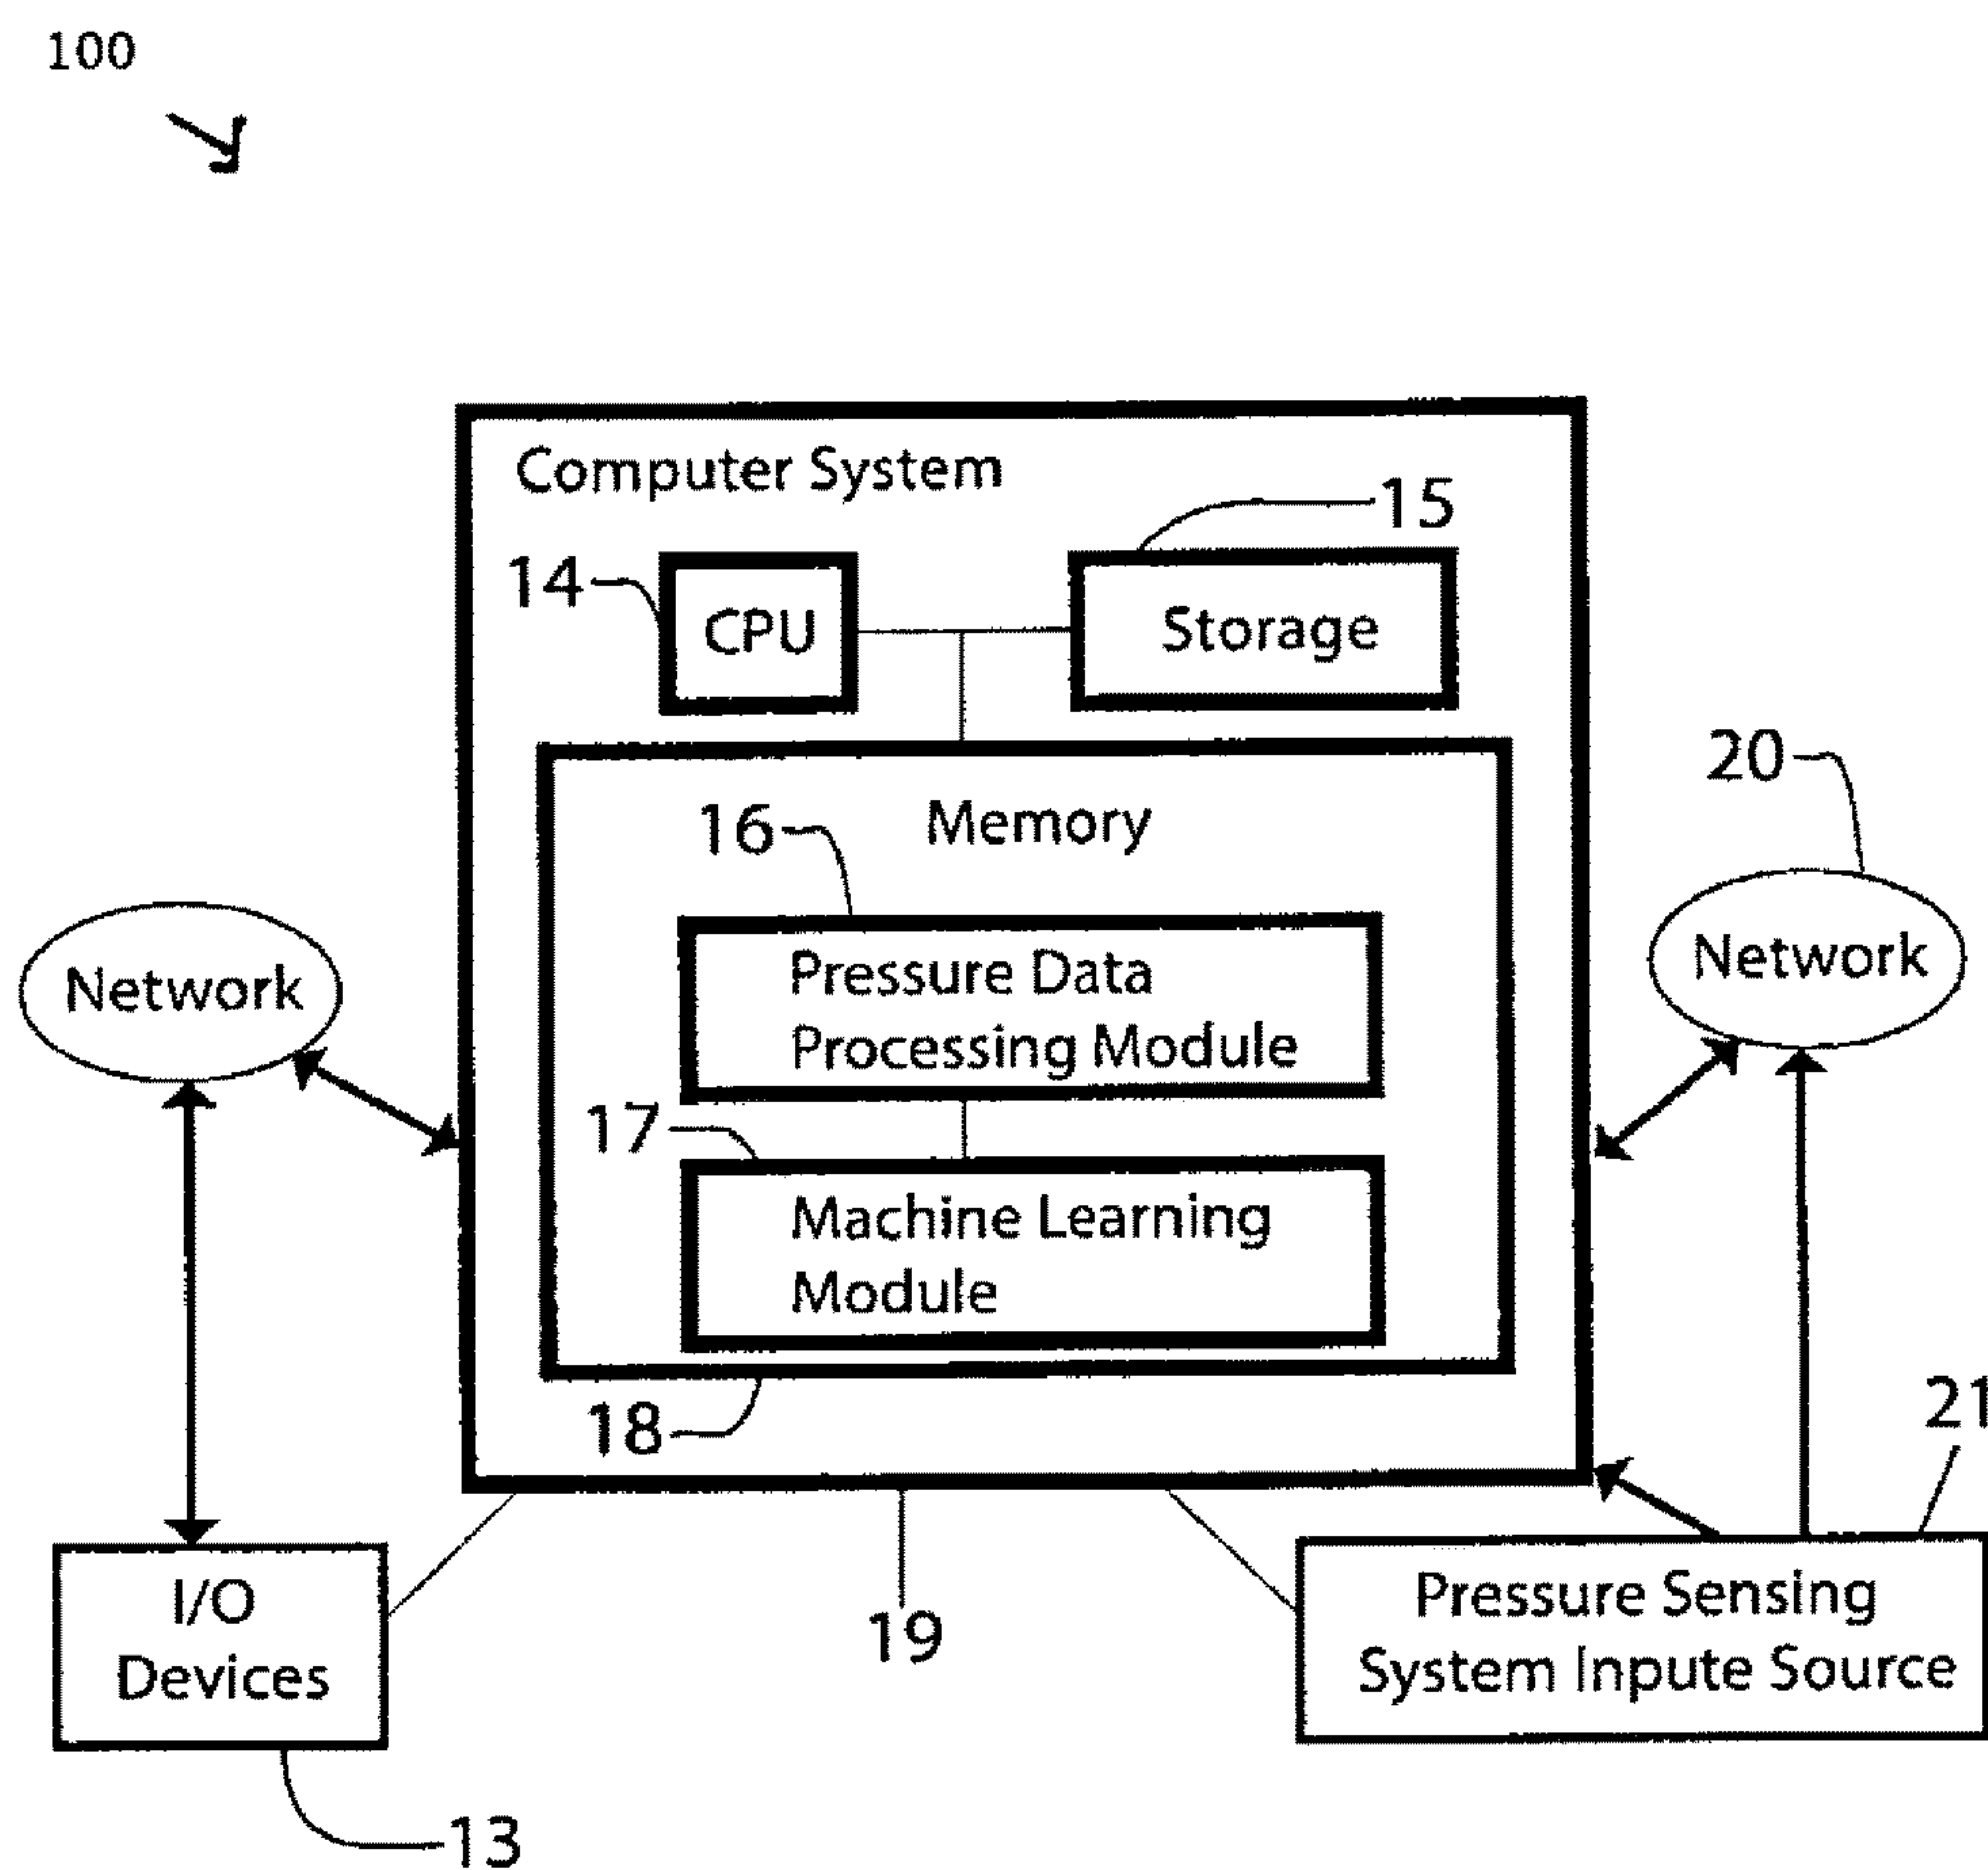 100
Computer System
15
14
CPU
Storage
20
16
Memory
Network
Network
Pressure Data
Processing Module
17
Machine Learning
Module
18
21
19
I/O
Devices
Pressure Sensing
System Inpute Source
13